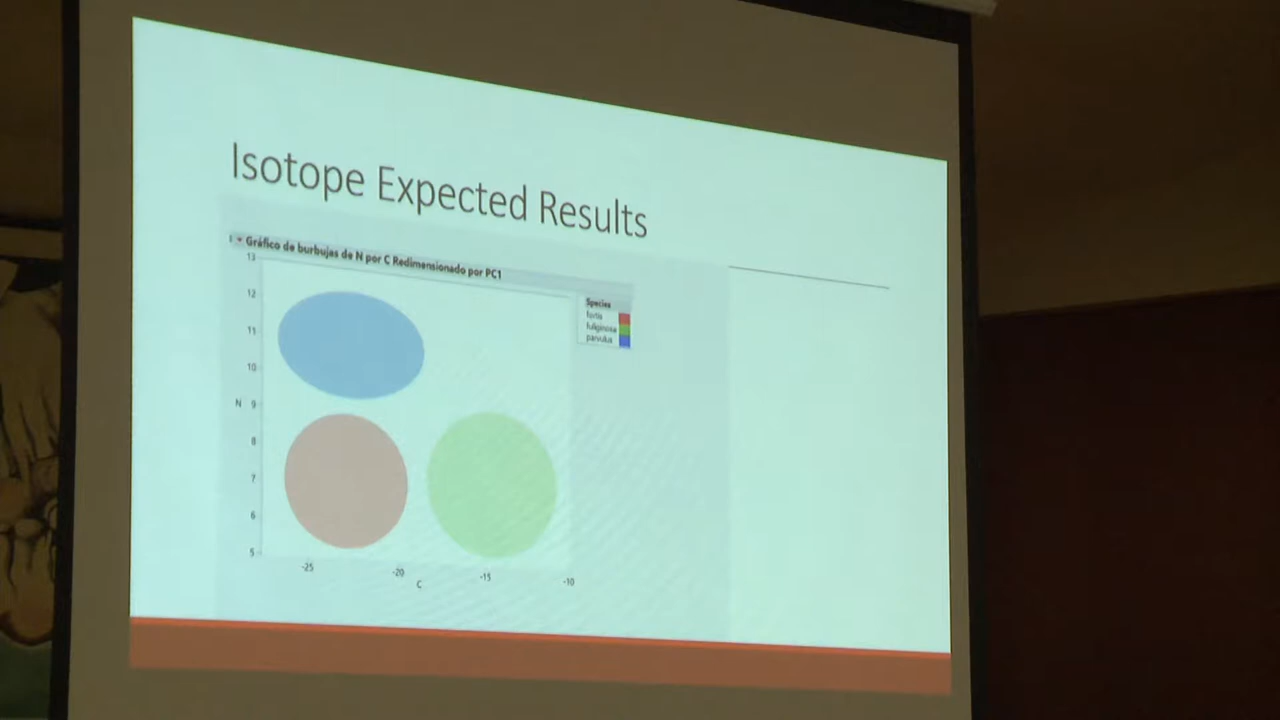 Isotope Expected Results
Gráfico de burbujas de N por C Redimensionado por PC1
Species
fortis
fuliginosa
parvulus
13
12
11
10
N 9
8
7
6
5
-25 -20 -15 -10
C